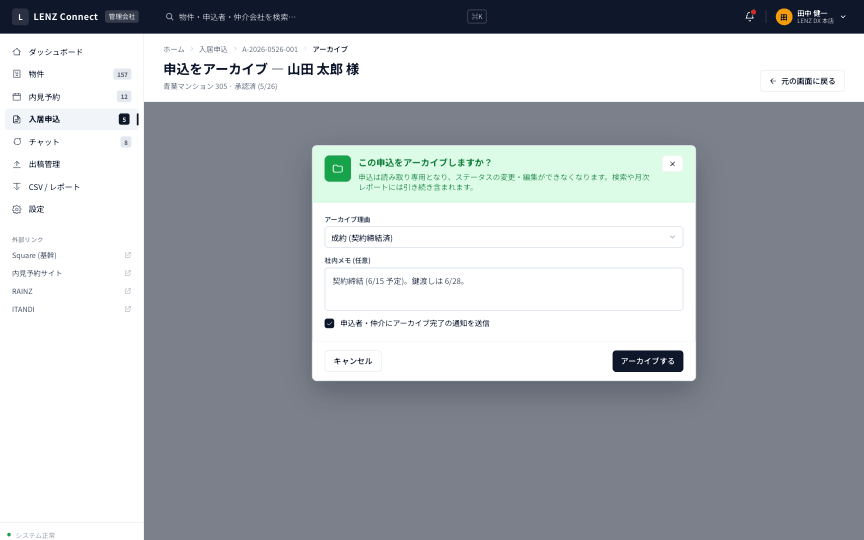 L LENZ Connect 管理会社
物件・申込者・仲介会社を検索…
⌘K
田 田中 健一
LENZ DX 本店
ダッシュボード
物件 157
内見予約 12
入居申込 5
チャット 8
出稿管理
CSV / レポート
設定
外部リンク
Square (基幹)
内見予約サイト
RAINZ
ITANDI
システム正常
ホーム 入居申込 A-2026-0526-001 アーカイブ
申込をアーカイブ — 山田 太郎 様
青葉マンション 305・承認済 (5/26)
← 元の画面に戻る
この申込をアーカイブしますか？
申込は読み取り専用となり、ステータスの変更・編集ができなくなります。検索や月次
レポートには引き続き含まれます。
アーカイブ理由
成約 (契約締結済)
社内メモ (任意)
契約締結 (6/15 予定)。鍵渡しは 6/28。
申込者・仲介にアーカイブ完了の通知を送信
キャンセル
アーカイブする